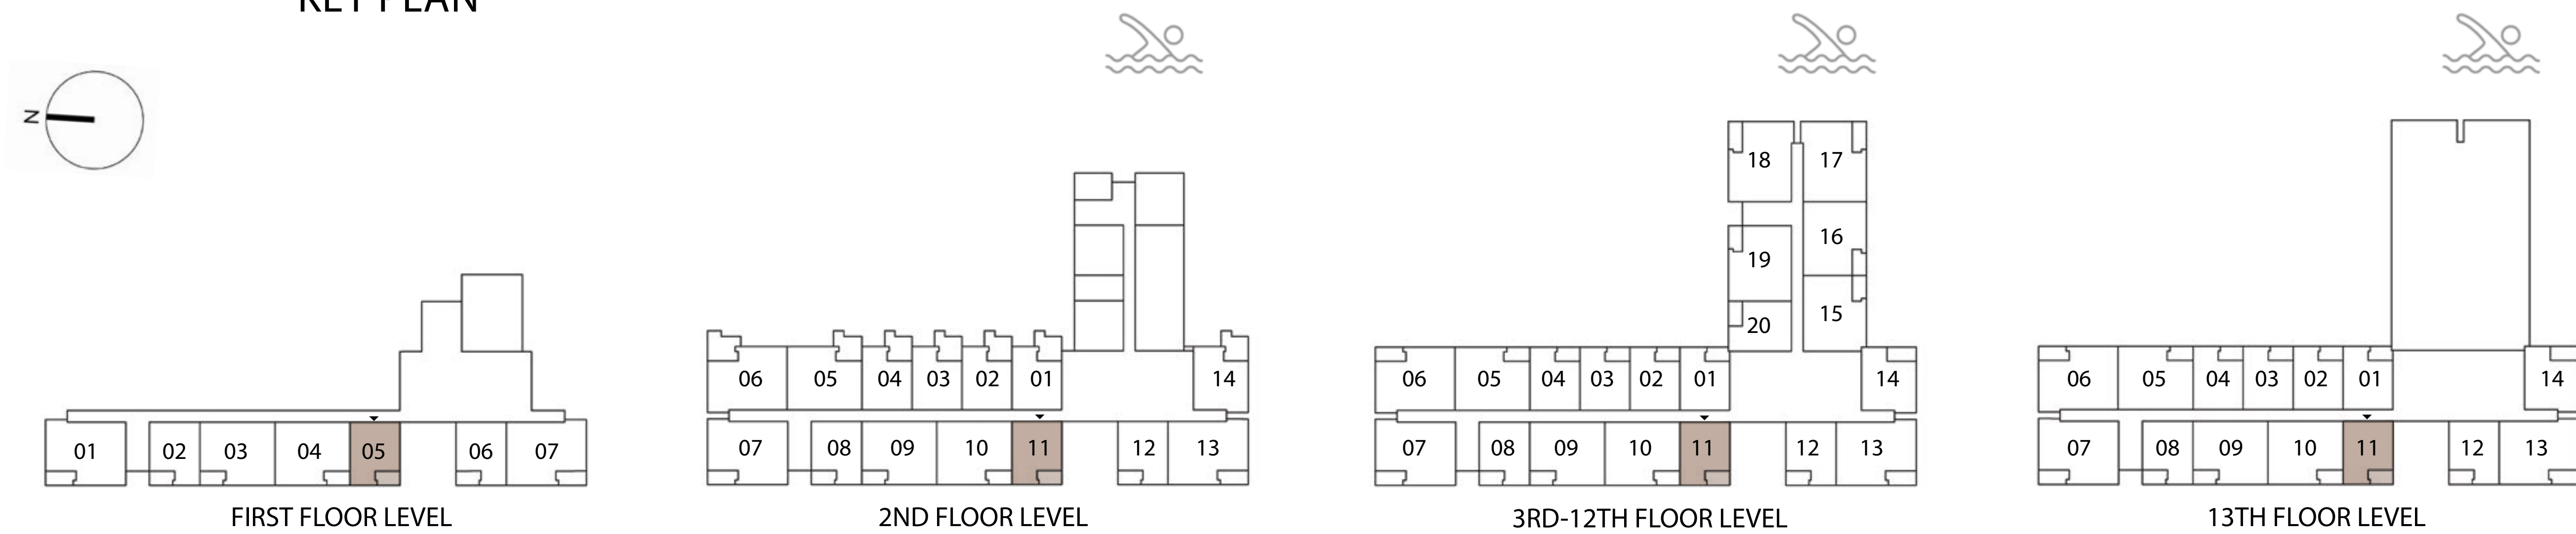 KEY PLAN
N
01 02 03 04 05 06 07
FIRST FLOOR LEVEL
06 05 04 03 02 01 14
07 08 09 10 11 12 13
2ND FLOOR LEVEL
18 17
16
19
15
20
06 05 04 03 02 01 14
07 08 09 10 11 12 13
3RD-12TH FLOOR LEVEL
06 05 04 03 02 01 14
07 08 09 10 11 12 13
13TH FLOOR LEVEL